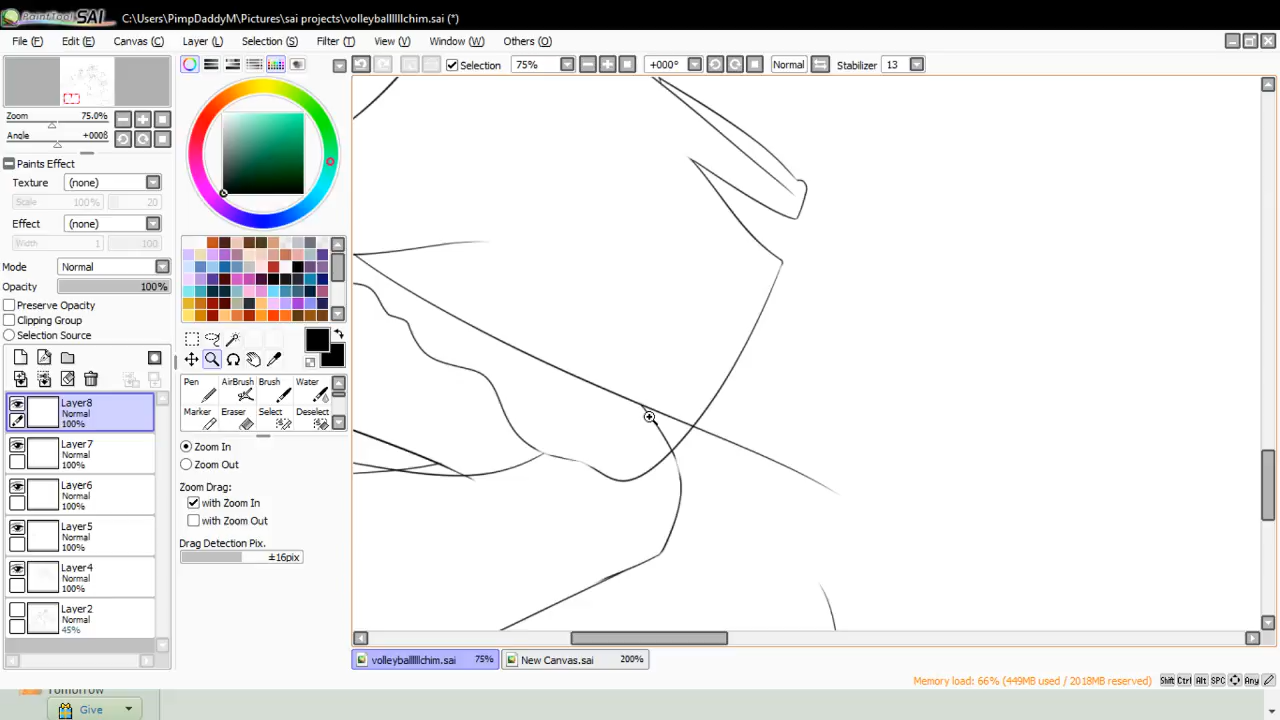 PaintTool SAI C:\Users\PimpDaddyM\Pictures\sai projects\volleyballllllchim.sai (*)
File (F) Edit (E) Canvas (C) Layer (L) Selection (S) Filter (T) View (V) Window (W) Others (O)
Selection 75% +000° Normal Stabilizer 13
Zoom 75.0%
Angle +000ß
Paints Effect
Texture (none)
Scale 100% 20
Effect (none)
Width 1 100
Mode Normal
Opacity 100%
Preserve Opacity
Clipping Group
Selection Source
Layer8
Normal
100%
Layer7
Normal
100%
Layer6
Normal
100%
Layer5
Normal
100%
Layer4
Normal
100%
Layer2
Normal
45%
Pen AirBrush Brush Water
Marker Eraser Select Deselect
Zoom In
Zoom Out
Zoom Drag:
with Zoom In
with Zoom Out
Drag Detection Pix.
±16pix
volleyballllllchim.sai 75% New Canvas.sai 200%
Memory load: 66% (449MB used / 2018MB reserved) Shift Ctrl Alt SPC Any
Tomorrow
Give